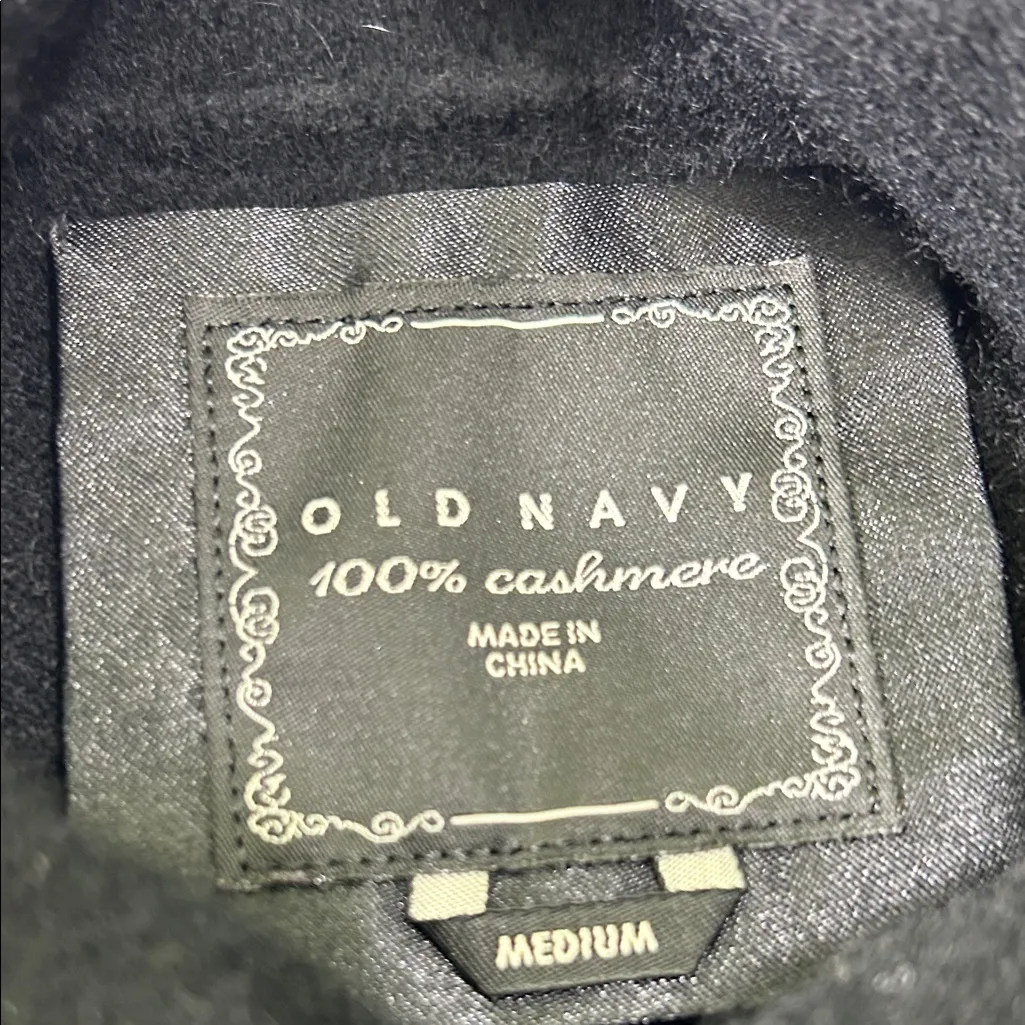 OLD NAVY
100% cashmere
MADE IN
CHINA
MEDIUM